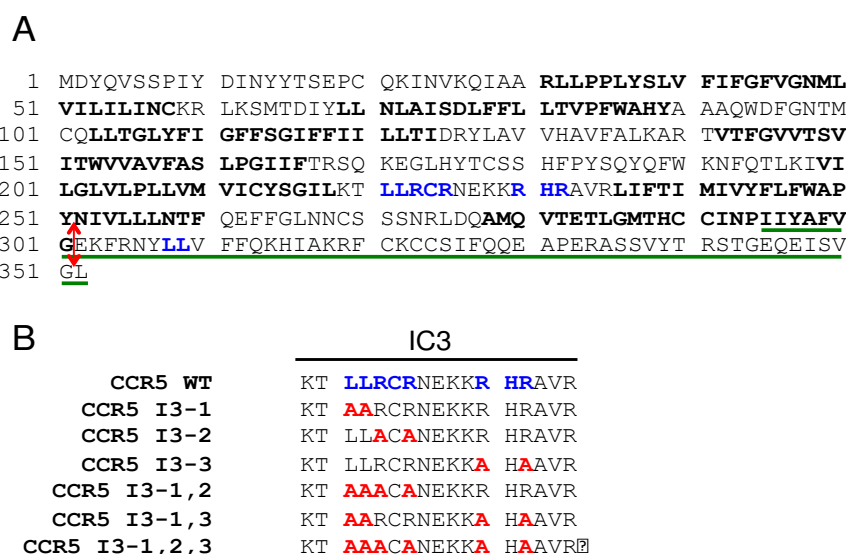 A
1 MDYQVSSPIY DINYYTSEPC QKINVKQIAA RLLPPLYSLV FIFGFVGNML
51 VILILINCKR LKSMTDIYLL NLAISDLFFL LTVPFWAHYA AAQWDFGNTM
101 CQLLTGLYFI GFFSGIFFII LLTIDRYLAV VHAVFALKAR TVTFGVVTSV
151 ITWVVAVFAS LPGIIFTRSQ KEGLHYTCSS HFPYSQYQFW KNFQTLKIVI
201 LGLVLPLLVM VICYSGILKT LLRCRNEKKR HRAVRLIFTI MIVYFLFWAP
251 YNIVLLLNTF QEFFGLNNCS SSNRLDQAMQ VTETLGMTHC CINPIIYAFV
301 GEKFRNYLLV FFQKHIAKRF CKCCSIFQQE APERASSVYT RSTGEQEISV
351 GL
B
IC3
CCR5 WT KT LLRCRNEKKR HRAVR
CCR5 I3-1 KT AARCRNEKKR HRAVR
CCR5 I3-2 KT LLACANEKKR HRAVR
CCR5 I3-3 KT LLRCRNEKKA HAAVR
CCR5 I3-1,2 KT AAACANEKKR HRAVR
CCR5 I3-1,3 KT AARCRNEKKA HAAVR
CCR5 I3-1,2,3 KT AAACANEKKA HAAVR